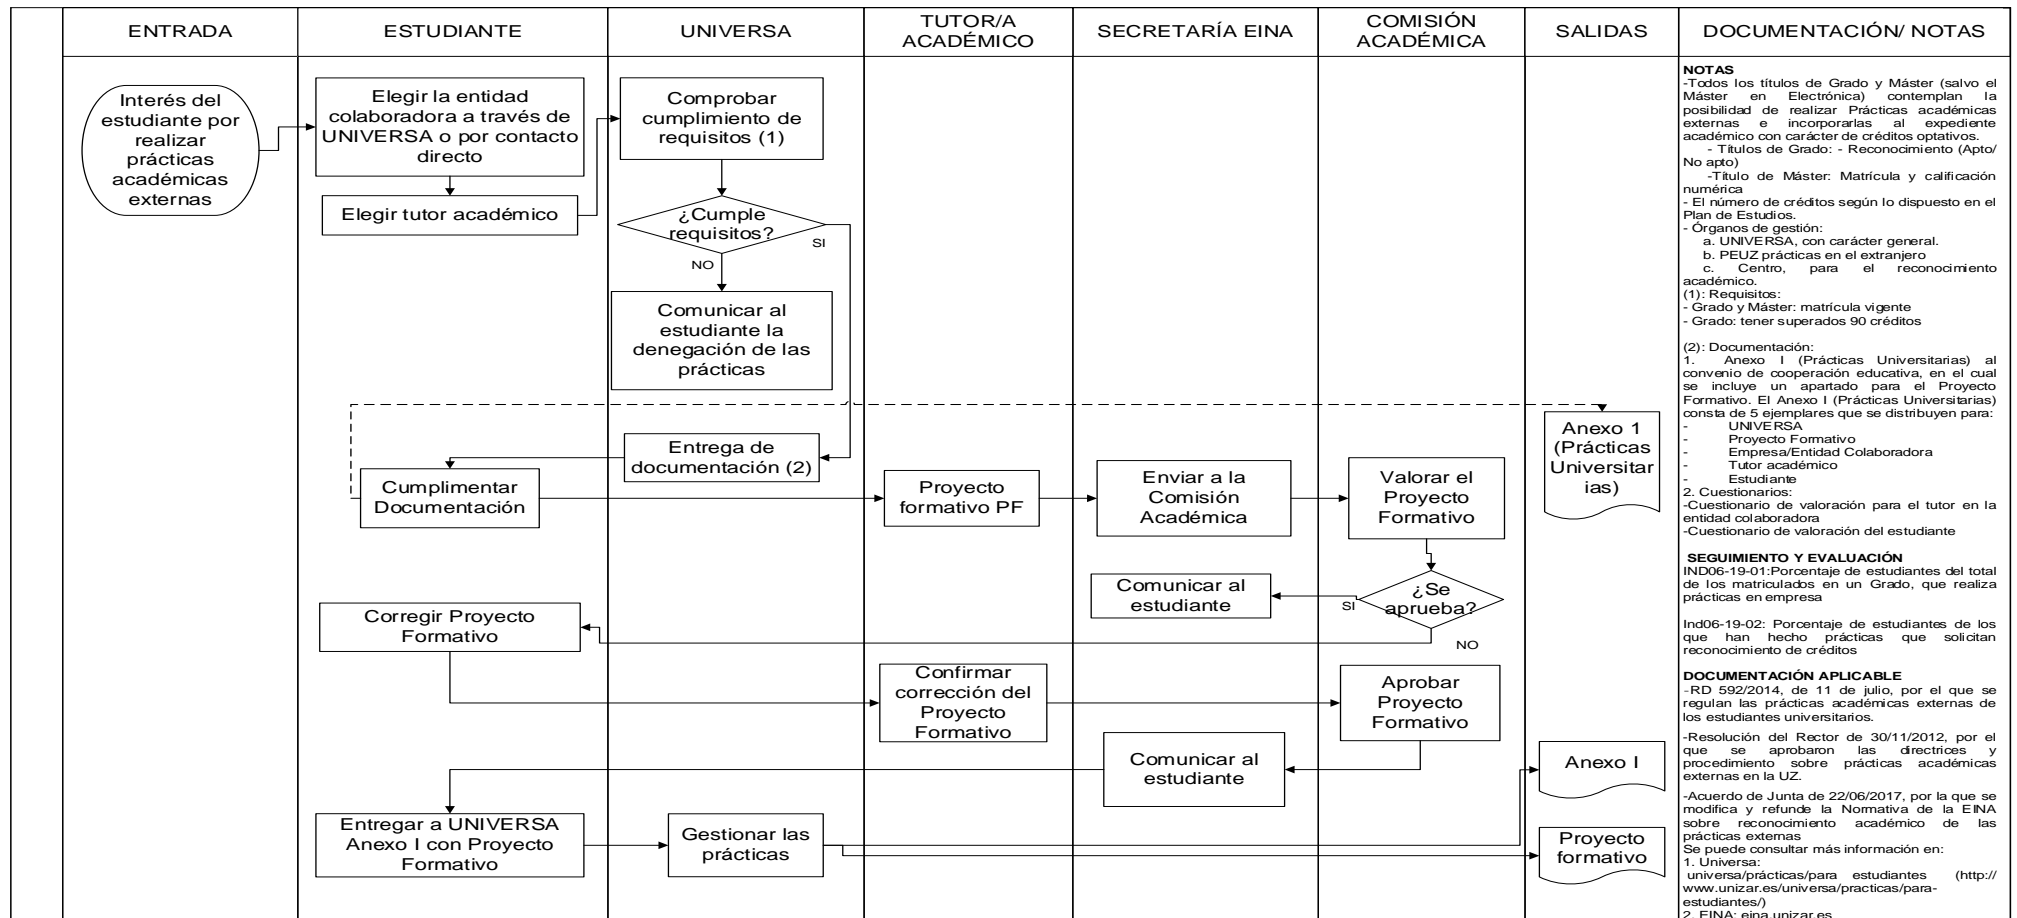 ENTRADA
ESTUDIANTE
UNIVERSA
TUTOR/A
ACADÉMICO
SECRETARÍA EINA
COMISIÓN
ACADÉMICA
SALIDAS
DOCUMENTACIÓN/ NOTAS
Interés del
estudiante por
realizar
prácticas
académicas
externas
Elegir la entidad
colaboradora a través de
UNIVERSA o por contacto
directo
Elegir tutor académico
Comprobar
cumplimiento de
requisitos (1)
¿Cumple
requisitos?
SI
NO
Comunicar al
estudiante la
denegación de las
prácticas
Entrega de
documentación (2)
Cumplimentar
Documentación
Proyecto
formativo PF
Enviar a la
Comisión
Académica
Valorar el
Proyecto
Formativo
Anexo 1
(Prácticas
Universitar
ias)
¿Se
aprueba?
SI
NO
Comunicar al
estudiante
Corregir Proyecto
Formativo
Confirmar
corrección del
Proyecto
Formativo
Aprobar
Proyecto
Formativo
Comunicar al
estudiante
Entregar a UNIVERSA
Anexo I con Proyecto
Formativo
Gestionar las
prácticas
Anexo I
Proyecto
formativo
NOTAS
-Todos los títulos de Grado y Máster (salvo el
Máster en Electrónica) contemplan la
posibilidad de realizar Prácticas académicas
externas e incorporarlas al expediente
académico con carácter de créditos optativos.
- Títulos de Grado: - Reconocimiento (Apto/
No apto)
-Título de Máster: Matrícula y calificación
numérica
- El número de créditos según lo dispuesto en el
Plan de Estudios.
- Órganos de gestión:
a. UNIVERSA, con carácter general.
b. PEUZ prácticas en el extranjero
c. Centro, para el reconocimiento
académico.
(1): Requisitos:
- Grado y Máster: matrícula vigente
- Grado: tener superados 90 créditos
(2): Documentación:
1. Anexo I (Prácticas Universitarias) al
convenio de cooperación educativa, en el cual
se incluye un apartado para el Proyecto
Formativo. El Anexo I (Prácticas Universitarias)
consta de 5 ejemplares que se distribuyen para:
- UNIVERSA
- Proyecto Formativo
- Empresa/Entidad Colaboradora
- Tutor académico
- Estudiante
2. Cuestionarios:
-Cuestionario de valoración para el tutor en la
entidad colaboradora
-Cuestionario de valoración del estudiante
SEGUIMIENTO Y EVALUACIÓN
IND06-19-01:Porcentaje de estudiantes del total
de los matriculados en un Grado, que realiza
prácticas en empresa
Ind06-19-02: Porcentaje de estudiantes de los
que han hecho prácticas que solicitan
reconocimiento de créditos
DOCUMENTACIÓN APLICABLE
-RD 592/2014, de 11 de julio, por el que se
regulan las prácticas académicas externas de
los estudiantes universitarios.
-Resolución del Rector de 30/11/2012, por el
que se aprobaron las directrices y
procedimiento sobre prácticas académicas
externas en la UZ.
-Acuerdo de Junta de 22/06/2017, por la que se
modifica y refunde la Normativa de la EINA
sobre reconocimiento académico de las
prácticas externas
Se puede consultar más información en:
1. Universa:
universa/prácticas/para estudiantes (http://
www.unizar.es/universa/practicas/para-
estudiantes/)
2. EINA: eina.unizar.es